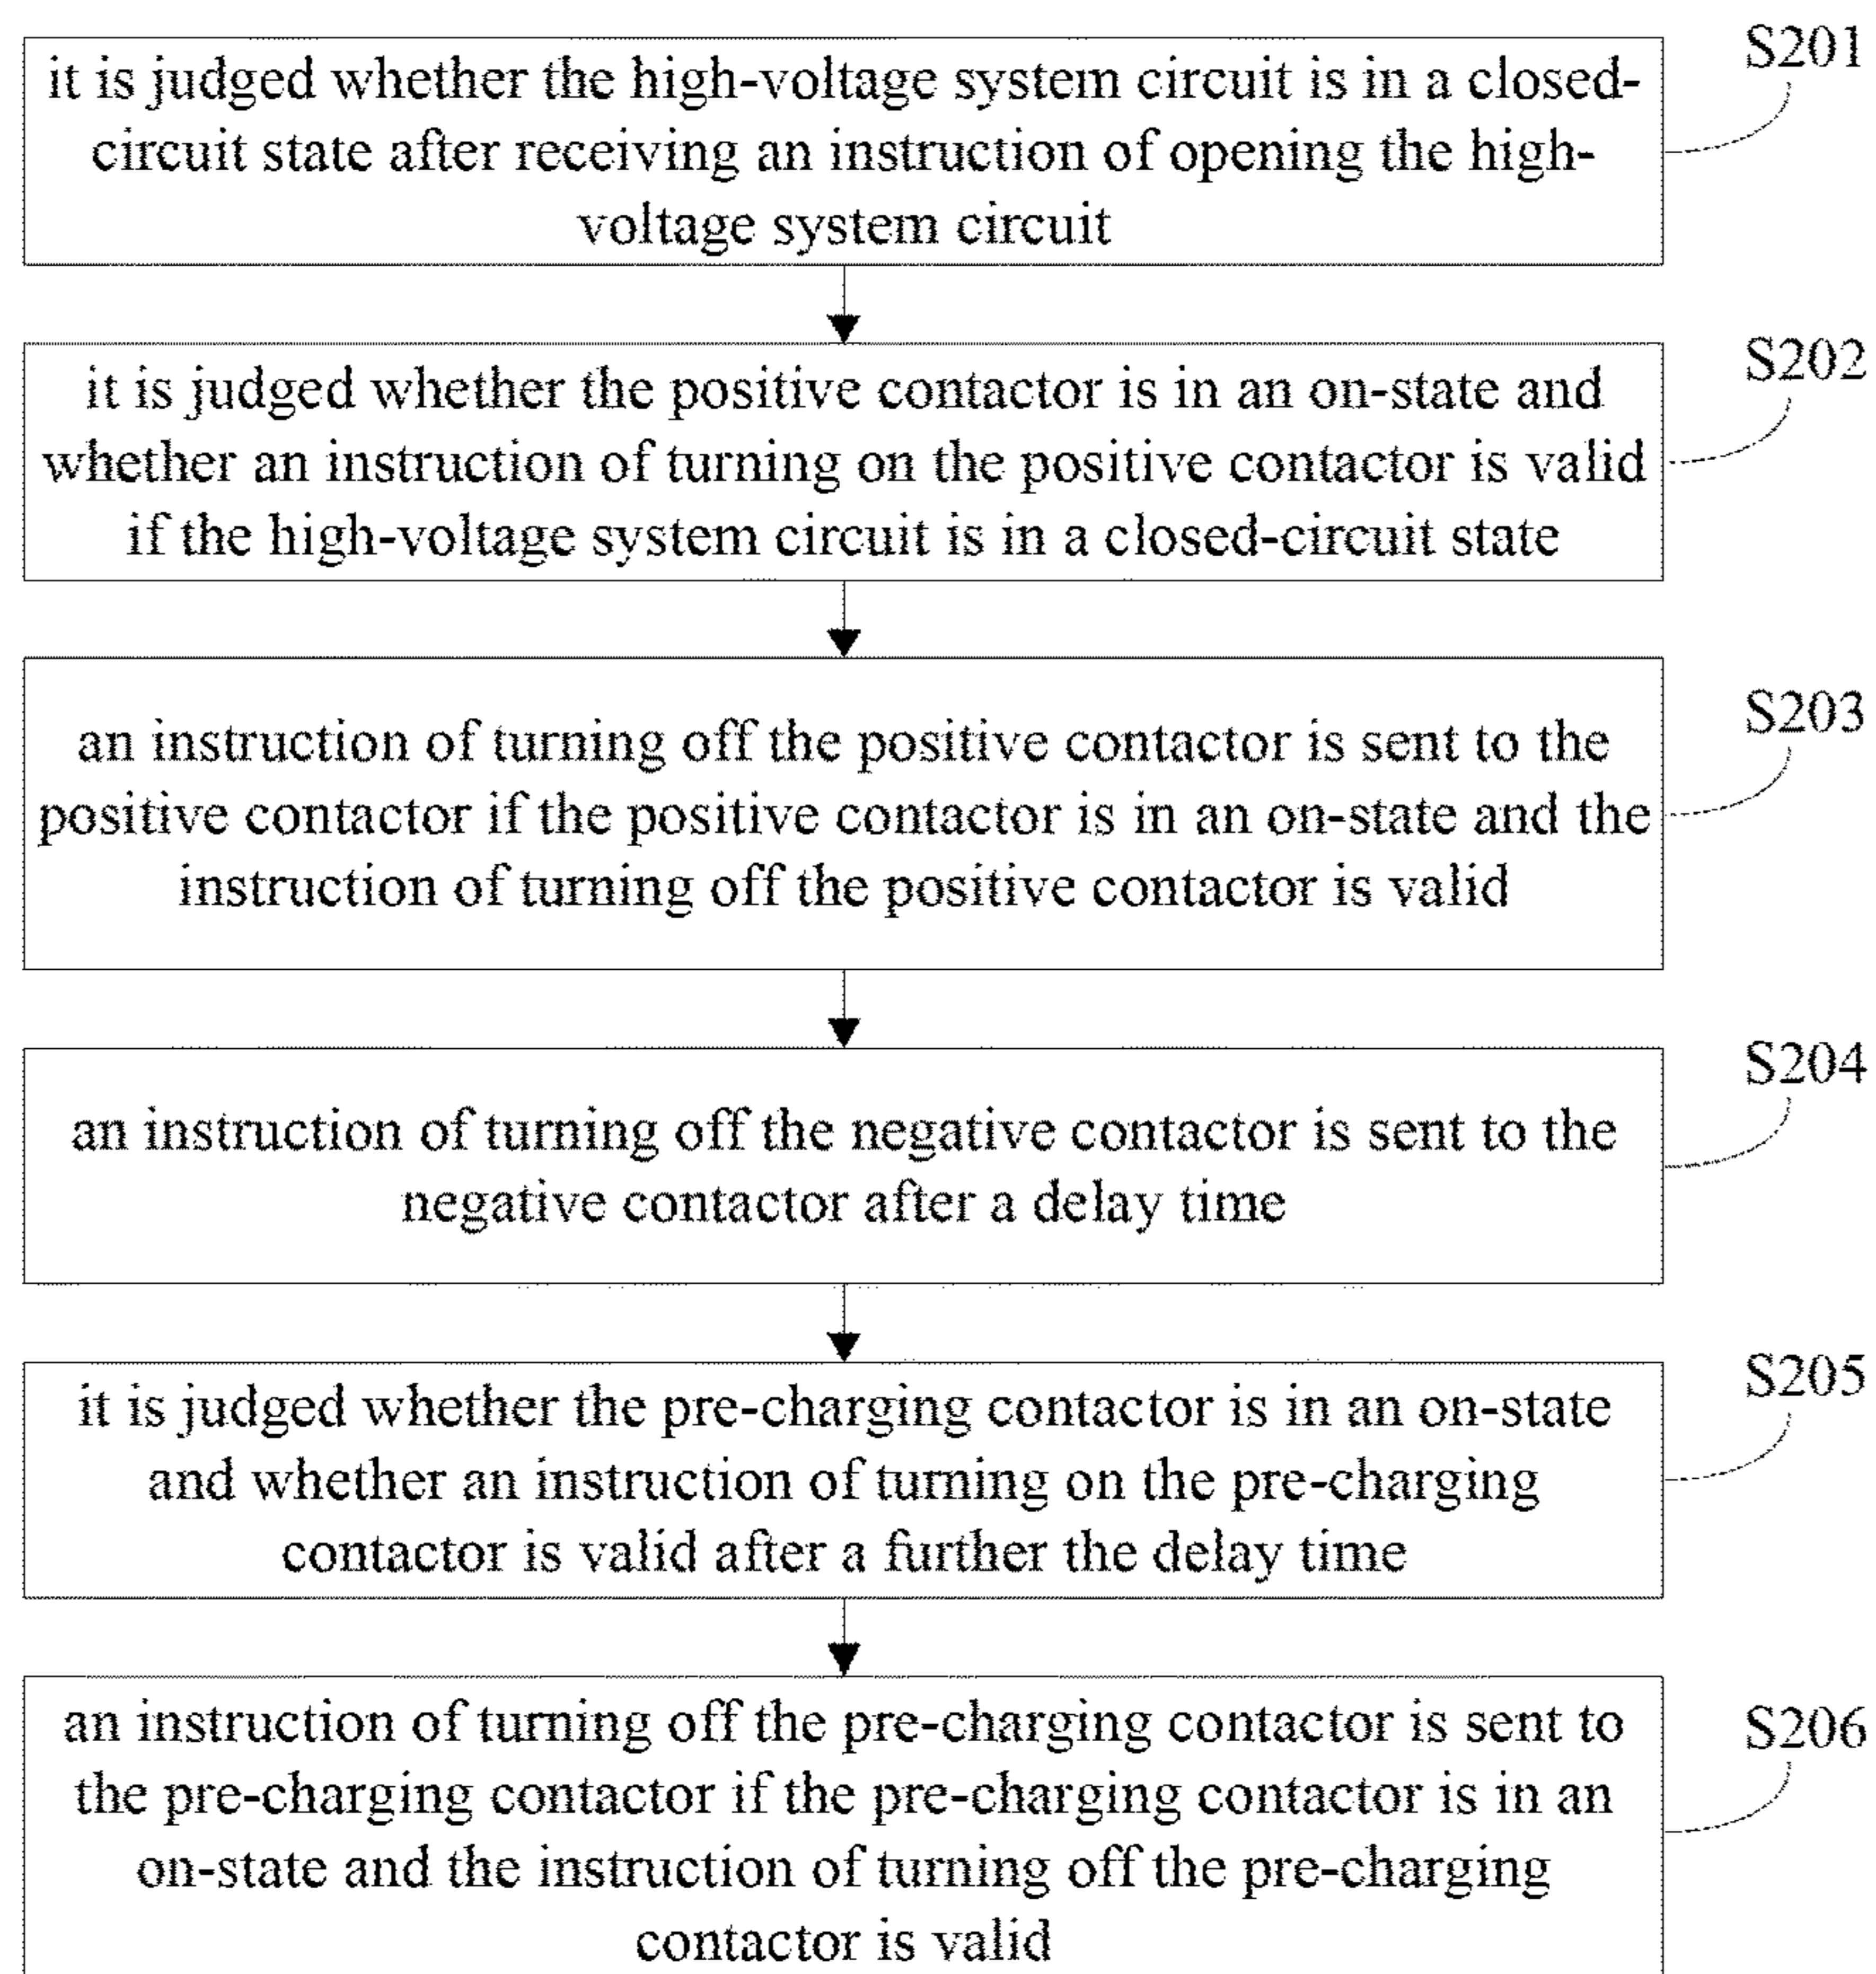 S201
it is judged whether the high-voltage system circuit is in a closed-
circuit state after receiving an instruction of opening the high-
voltage system circuit
S202
it is judged whether the positive contactor is in an on-state and
whether an instruction of turning on the positive contactor is valid
if the high-voltage system circuit is in a closed-circuit state
S203
an instruction of turning off the positive contactor is sent to the
positive contactor if the positive contactor is in an on-state and the
instruction of turning off the positive contactor is valid
S204
an instruction of turning off the negative contactor is sent to the
negative contactor after a delay time
S205
it is judged whether the pre-charging contactor is in an on-state
and whether an instruction of turning on the pre-charging
contactor is valid after a further the delay time
S206
an instruction of turning off the pre-charging contactor is sent to
the pre-charging contactor if the pre-charging contactor is in an
on-state and the instruction of turning off the pre-charging
contactor is valid